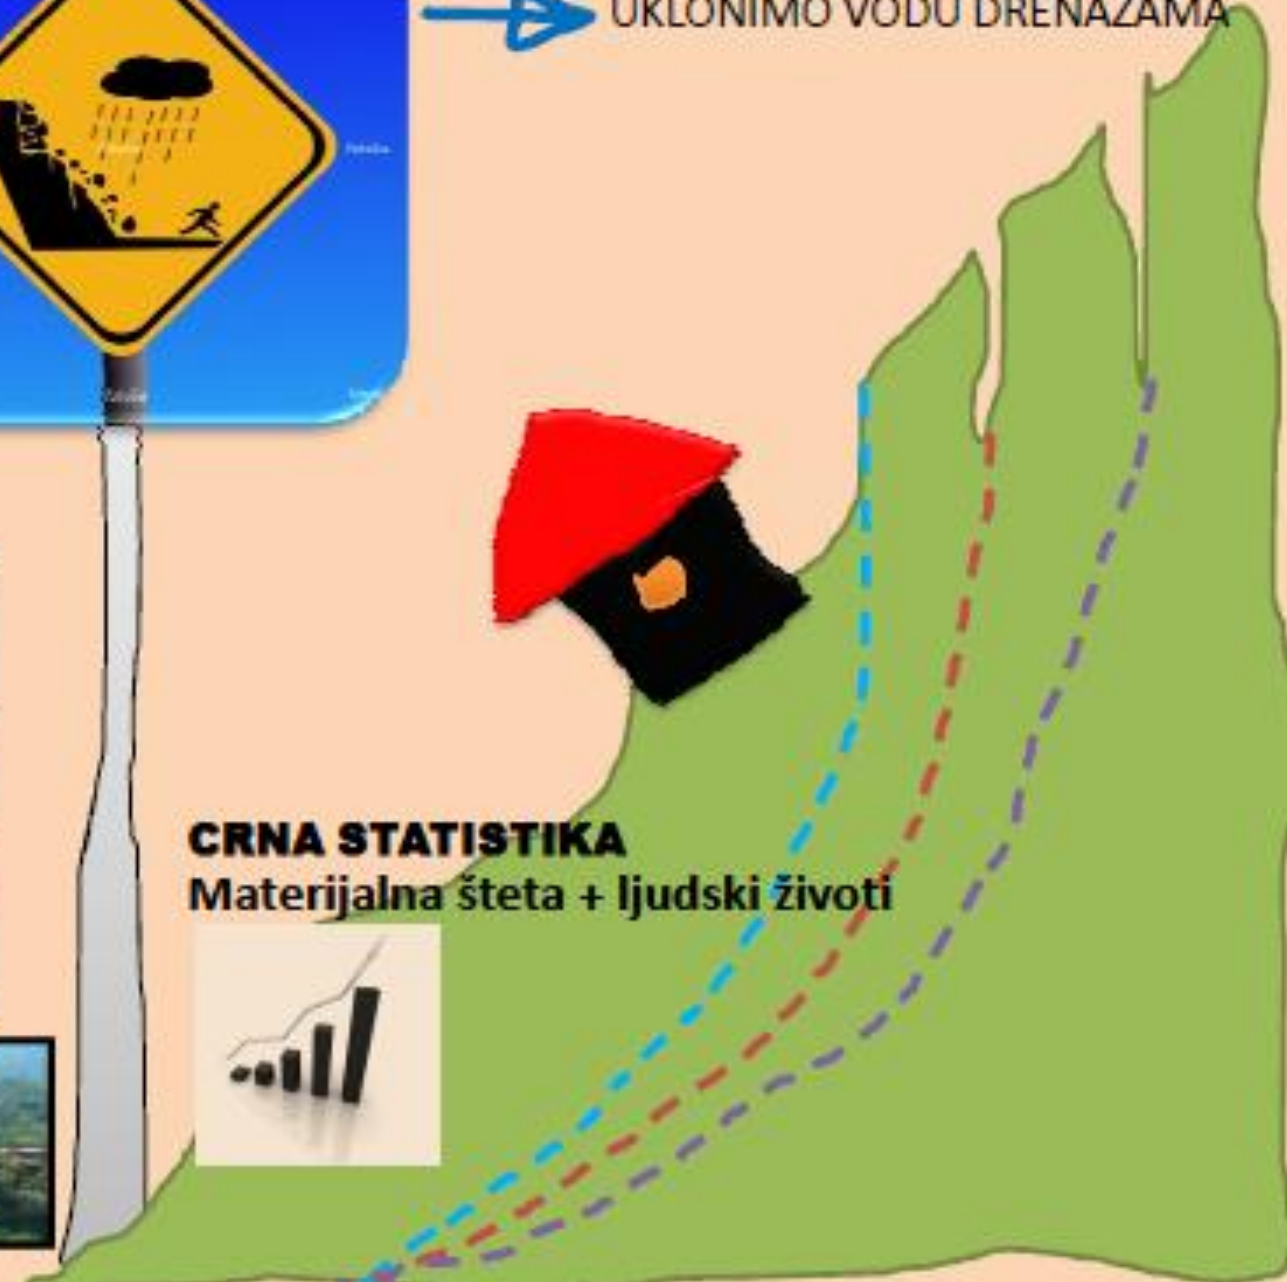 UKLONIMO VODU DRENAŽAMA
CRNA STATISTIKA
Materijalna šteta + ljudski životi